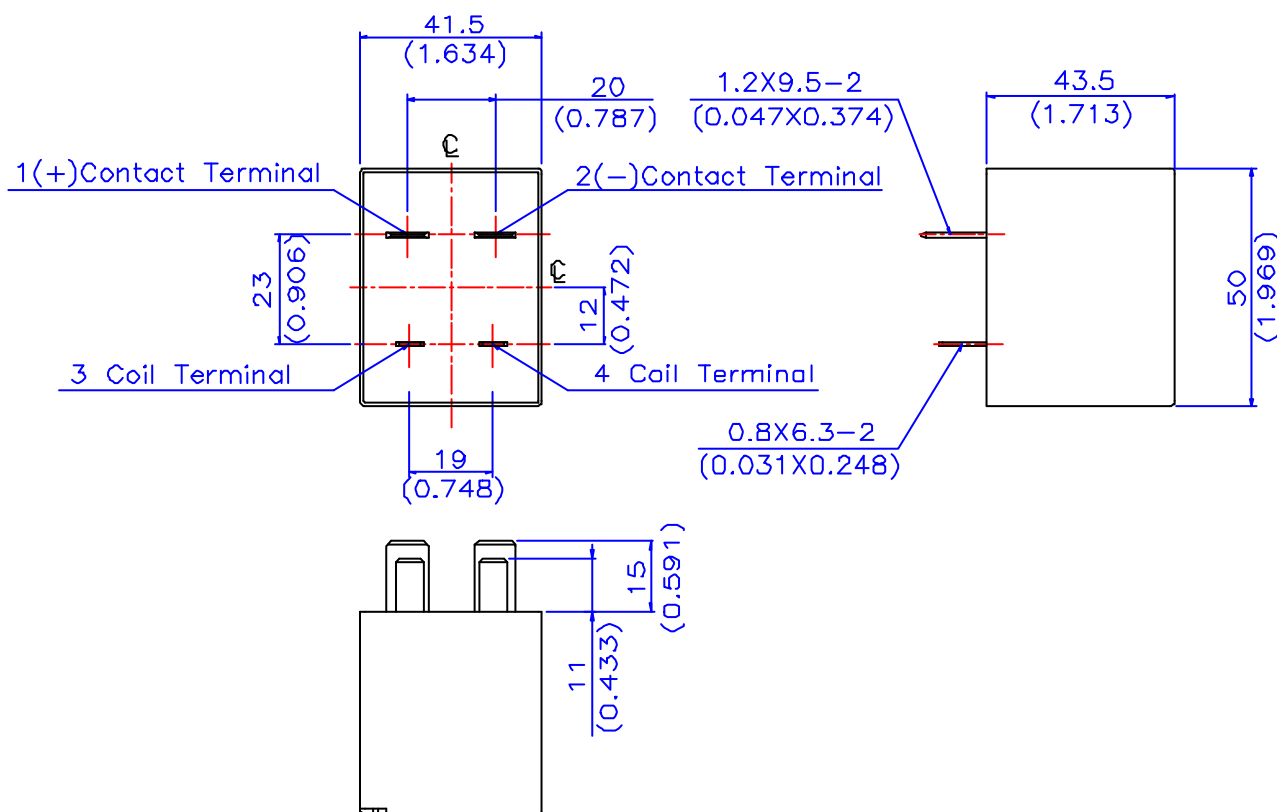 41.5
(1.634)
20
(0.787)
1.2X9.5-2
(0.047X0.374)
43.5
(1.713)
℄
1(+)Contact Terminal
2(-)Contact Terminal
℄
23
(0.906)
12
(0.472)
50
(1.969)
3 Coil Terminal
4 Cail Terminal
0.8X6.3-2
(0.031X0.248)
19
(0.748)
15
(0.591)
11
(0.433)